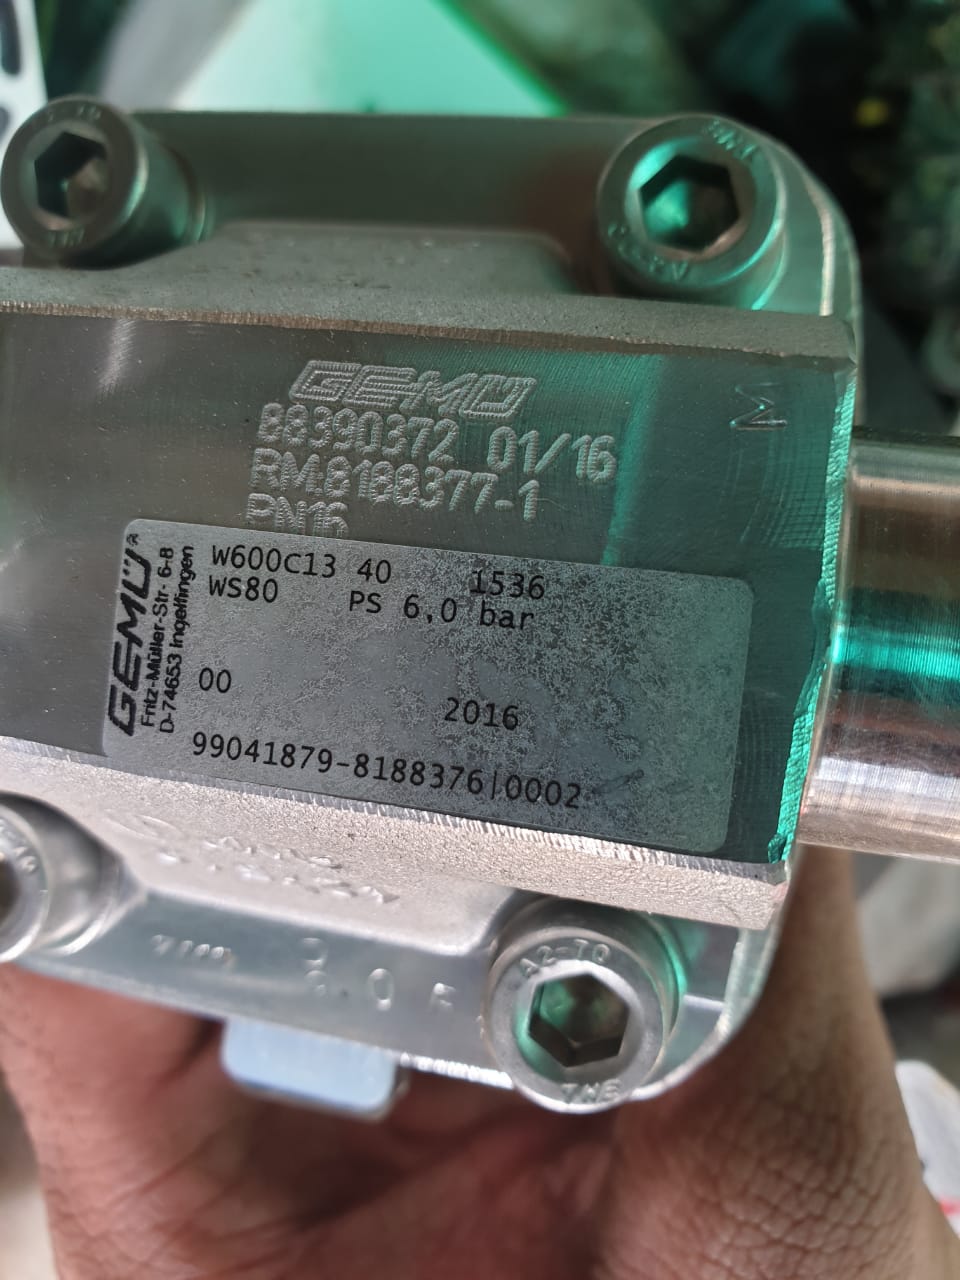 GEMÜ
88390372 01/16
RM.8188377-1
PN16
M
GEMÜ®
Fritz-Müller-Str- 6-8
D-74653 Ingelfingen
W600C13 40 1536
WS80 PS 6,0 bar
00
2016
99041879-8188376|0002
A2-70
THE